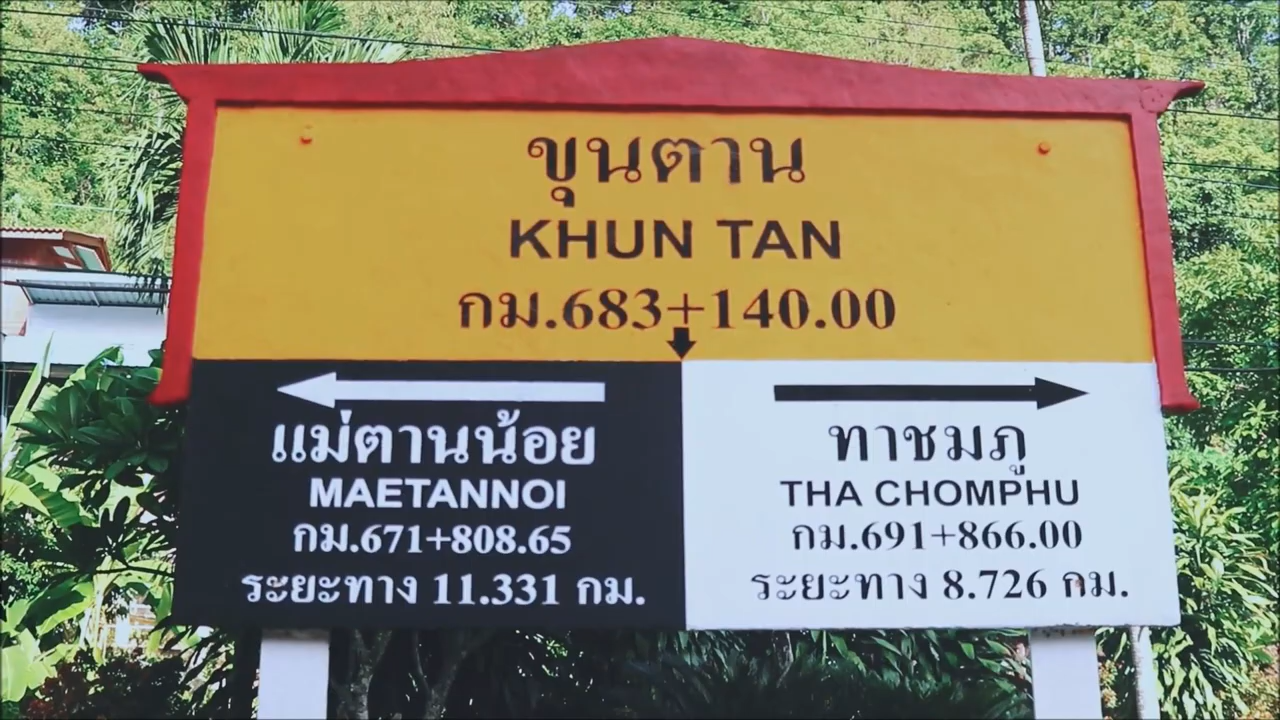 ขุนตาน
KHUN TAN
กม.683+140.00
แม่ตานน้อย
MAETANNOI
กม.671+808.65
ระยะทาง 11.331 กม.
ทาชมภู
THA CHOMPHU
กม.691+866.00
ระยะทาง 8.726 กม.